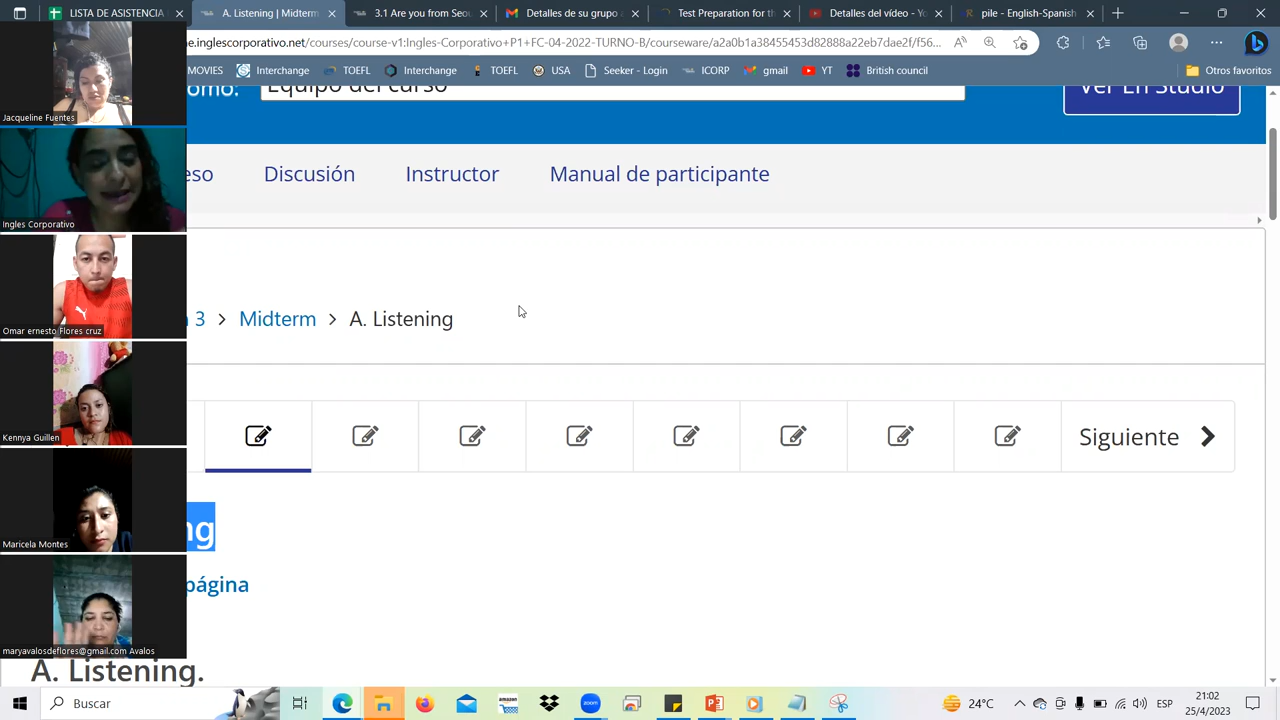 LISTA DE ASISTENCIA
A. Listening | Midterm
3.1 Are you from Seou
Detalles de su grupo
Test Preparation for th
Detalles del vídeo - Yo
pile - English-Spanish
e.inglescorporativo.net/courses/course-v1:Ingles-Corporativo+P1+FC-04-2022-TURNO-B/courseware/a2a0b1a38455453d82888a22eb7dae2f/f56...
MOVIES
Interchange
TOEFL
Interchange
TOEFL
USA
Seeker - Login
ICORP
gmail
YT
British council
Otros favoritos
como:
Equipo del curso
Ver En Studio
eso
Discusión
Instructor
Manual de participante
3 > Midterm > A. Listening
Siguiente
ng
página
A. Listening.
Jacqueline Fuentes
Ingles Corporativo
Omar ernesto Flores cruz
Kennya Guillen
Maricela Montes
maryavalosdeflores@gmail.com Avalos
Buscar
24°C
ESP
21:02
25/4/2023